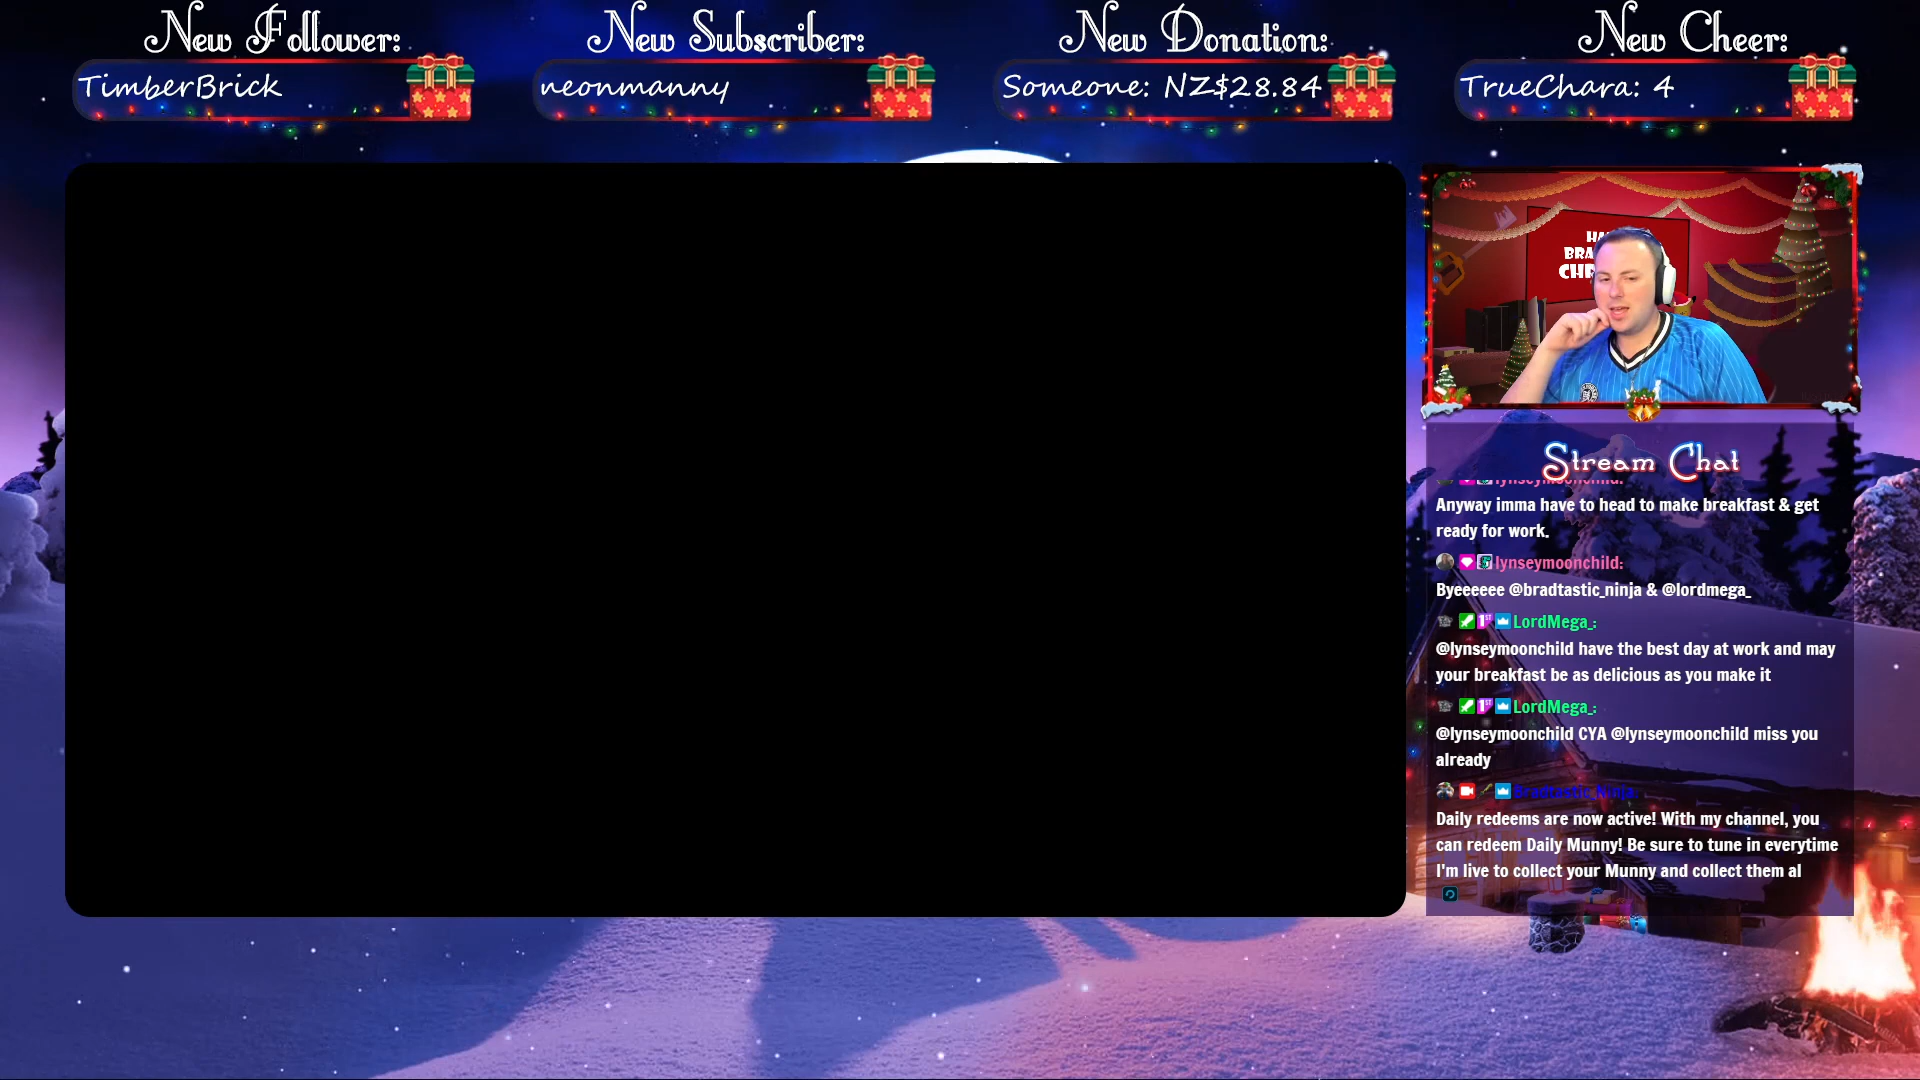 New Follower:
New Subscriber:
New Donation:
New Cheer:
TimberBrick
neonmanny
Someone: NZ$28.84
TrueChara: 4
Stream Chat
lynseymoonchild:
Anyway imma have to head to make breakfast & get
ready for work.
lynseymoonchild:
Byeeeeee @bradtastic_ninja & @lordmega_
LordMega_:
@lynseymoonchild have the best day at work and may
your breakfast be as delicious as you make it
LordMega_:
@lynseymoonchild CYA @lynseymoonchild miss you
already
Bradtastic_Ninja:
Daily redeems are now active! With my channel, you
can redeem Daily Munny! Be sure to tune in everytime
I'm live to collect your Munny and collect them al